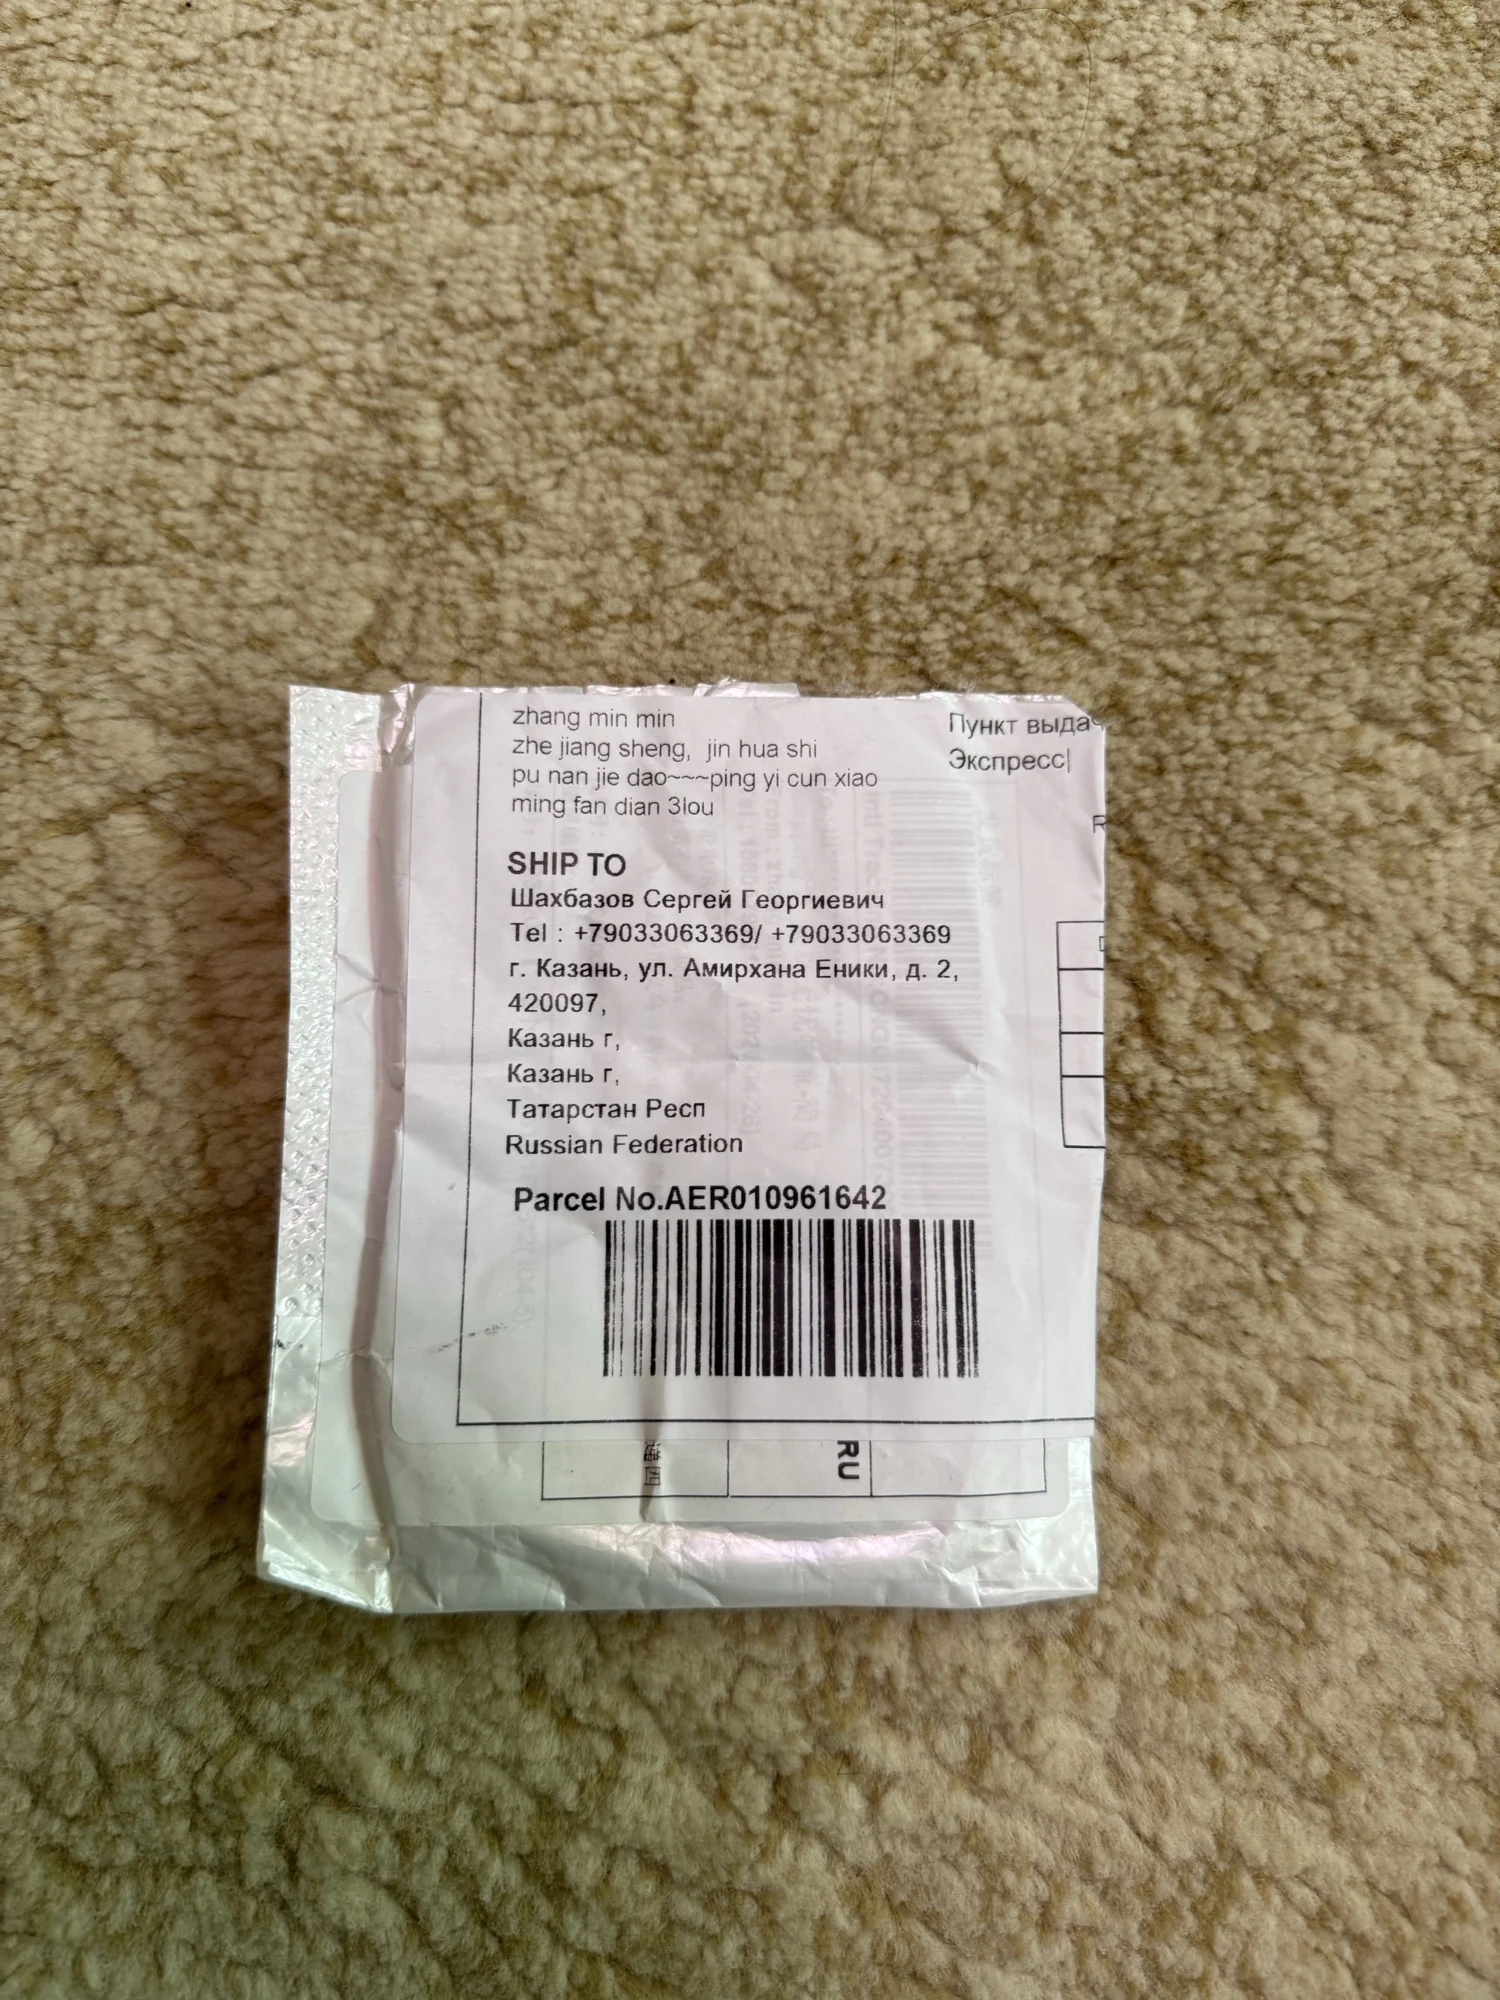 zhang min min
zhe jiang sheng, jin hua shi
pu nan jie dao~~~ping yi cun xiao
ming fan dian 3lou
Пункт
Экспресс|
SHIP TO
Шахбазов Сергей Георгиевич
Tel : +79033063369/ +79033063369
г. Казань, ул. Амирхана Еники, д. 2,
420097,
Казань г,
Казань г,
Татарстан Респ
Russian Federation
Parcel No.AER010961642
RU